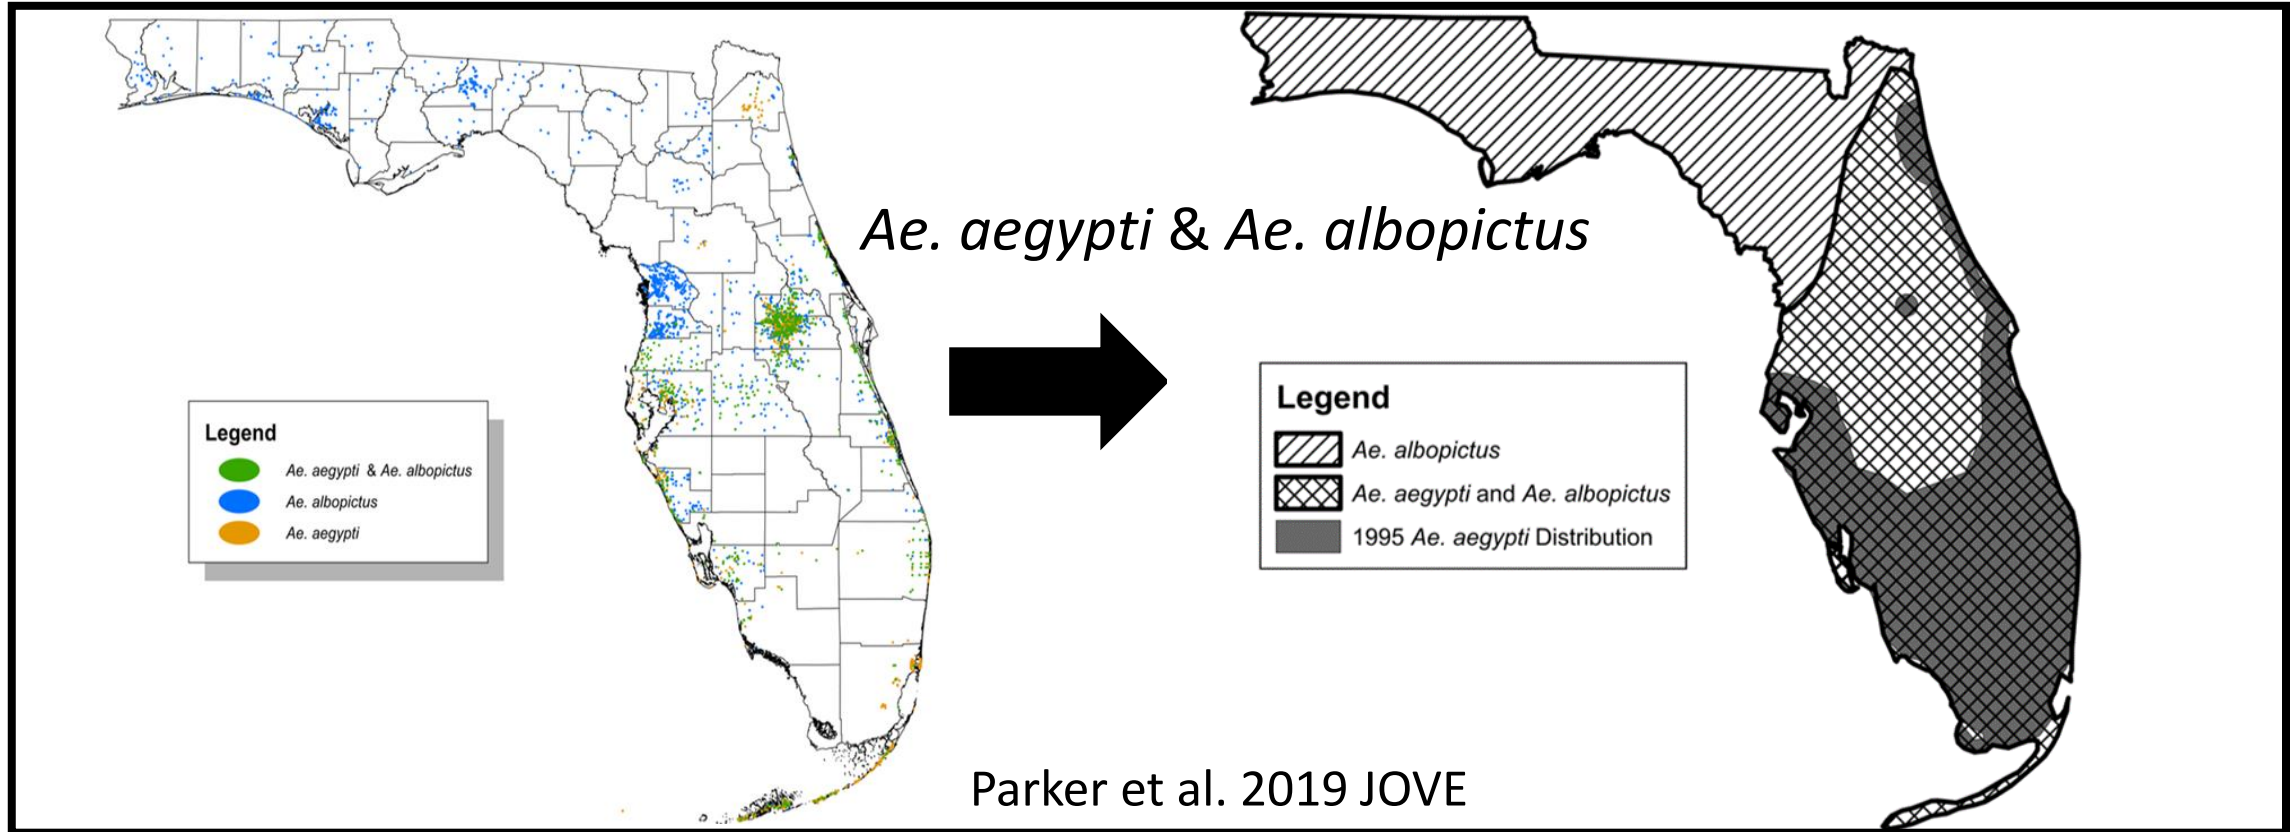 Ae. aegypti & Ae. albopictus
Legend
Ae. aegypti & Ae. albopictus
Ae. albopictus
Ae. aegypti
Legend
Ae. albopictus
Ae. aegypti and Ae. albopictus
1995 Ae. aegypti Distribution
Parker et al. 2019 JOVE